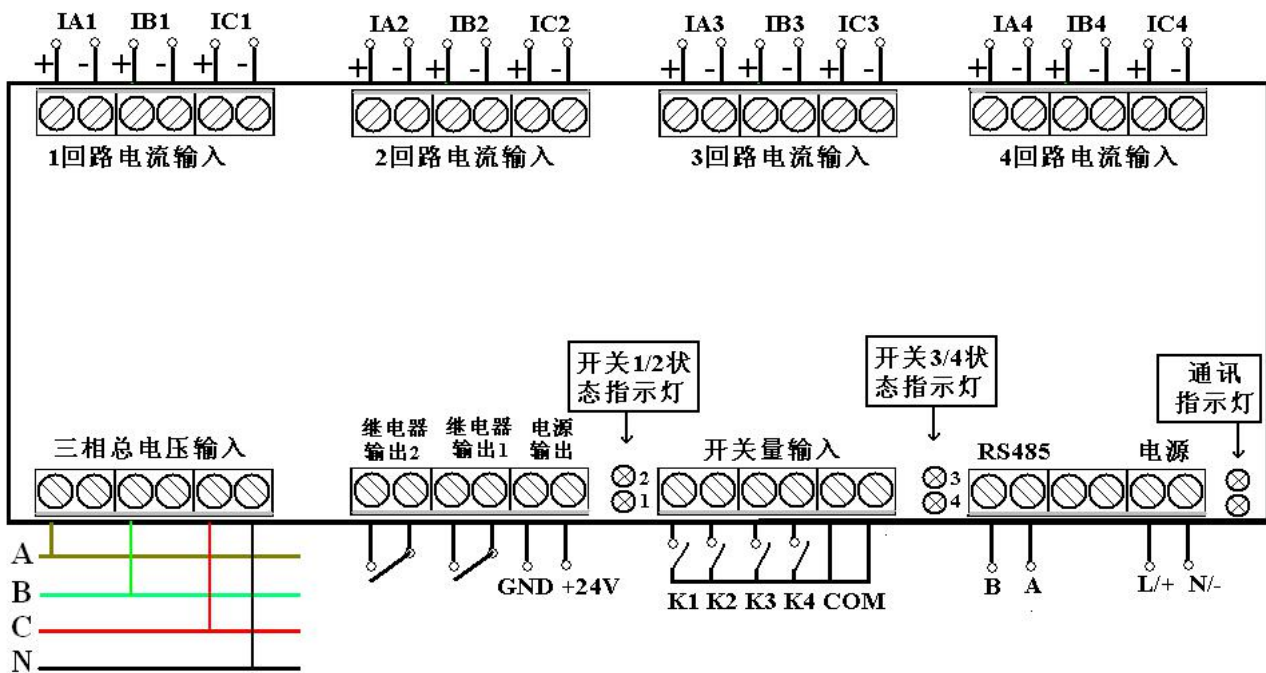 IA1 IB1 IC1 IA2 IB2 IC2 IA3 IB3 IC3 IA4 IB4 IC4
+ - + - + - + - + - + - + - + - + - + - + - + -
1回路电流输入 2回路电流输入 3回路电流输入 4回路电流输入
开关1/2状
态指示灯
开关3/4状
态指示灯
通讯
指示灯
三相总电压输入
继电器
输出2
继电器
输出1
电源
输出
2
1
开关量输入
3
4
RS485
电源
A
B
C
N
GND +24V
K1 K2 K3 K4 COM
B A
L/+ N/-